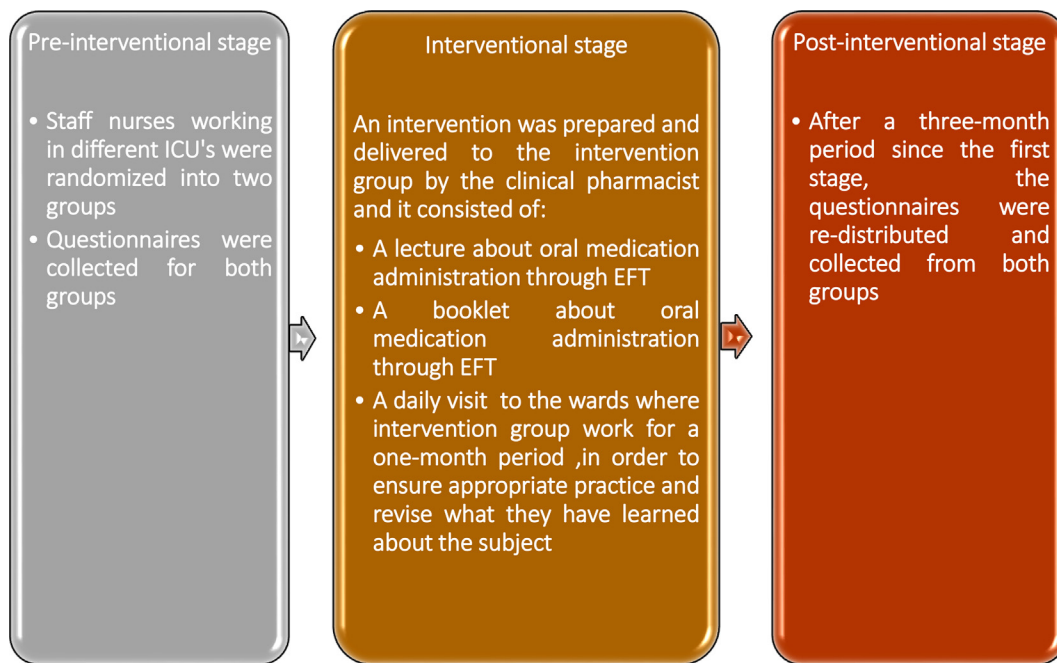 Pre-interventional stage
• Staff nurses working
in different ICU's were
randomized into two
groups
• Questionnaires were
collected for both
groups
Interventional stage
An intervention was prepared and
delivered to the intervention
group by the clinical pharmacist
and it consisted of:
• A lecture about oral medication
administration through EFT
• A booklet about oral
medication administration
through EFT
• A daily visit to the wards where
intervention group work for a
one-month period ,in order to
ensure appropriate practice and
revise what they have learned
about the subject
Post-interventional stage
• After a three-month
period since the first
stage, the
questionnaires were
re-distributed and
collected from both
groups